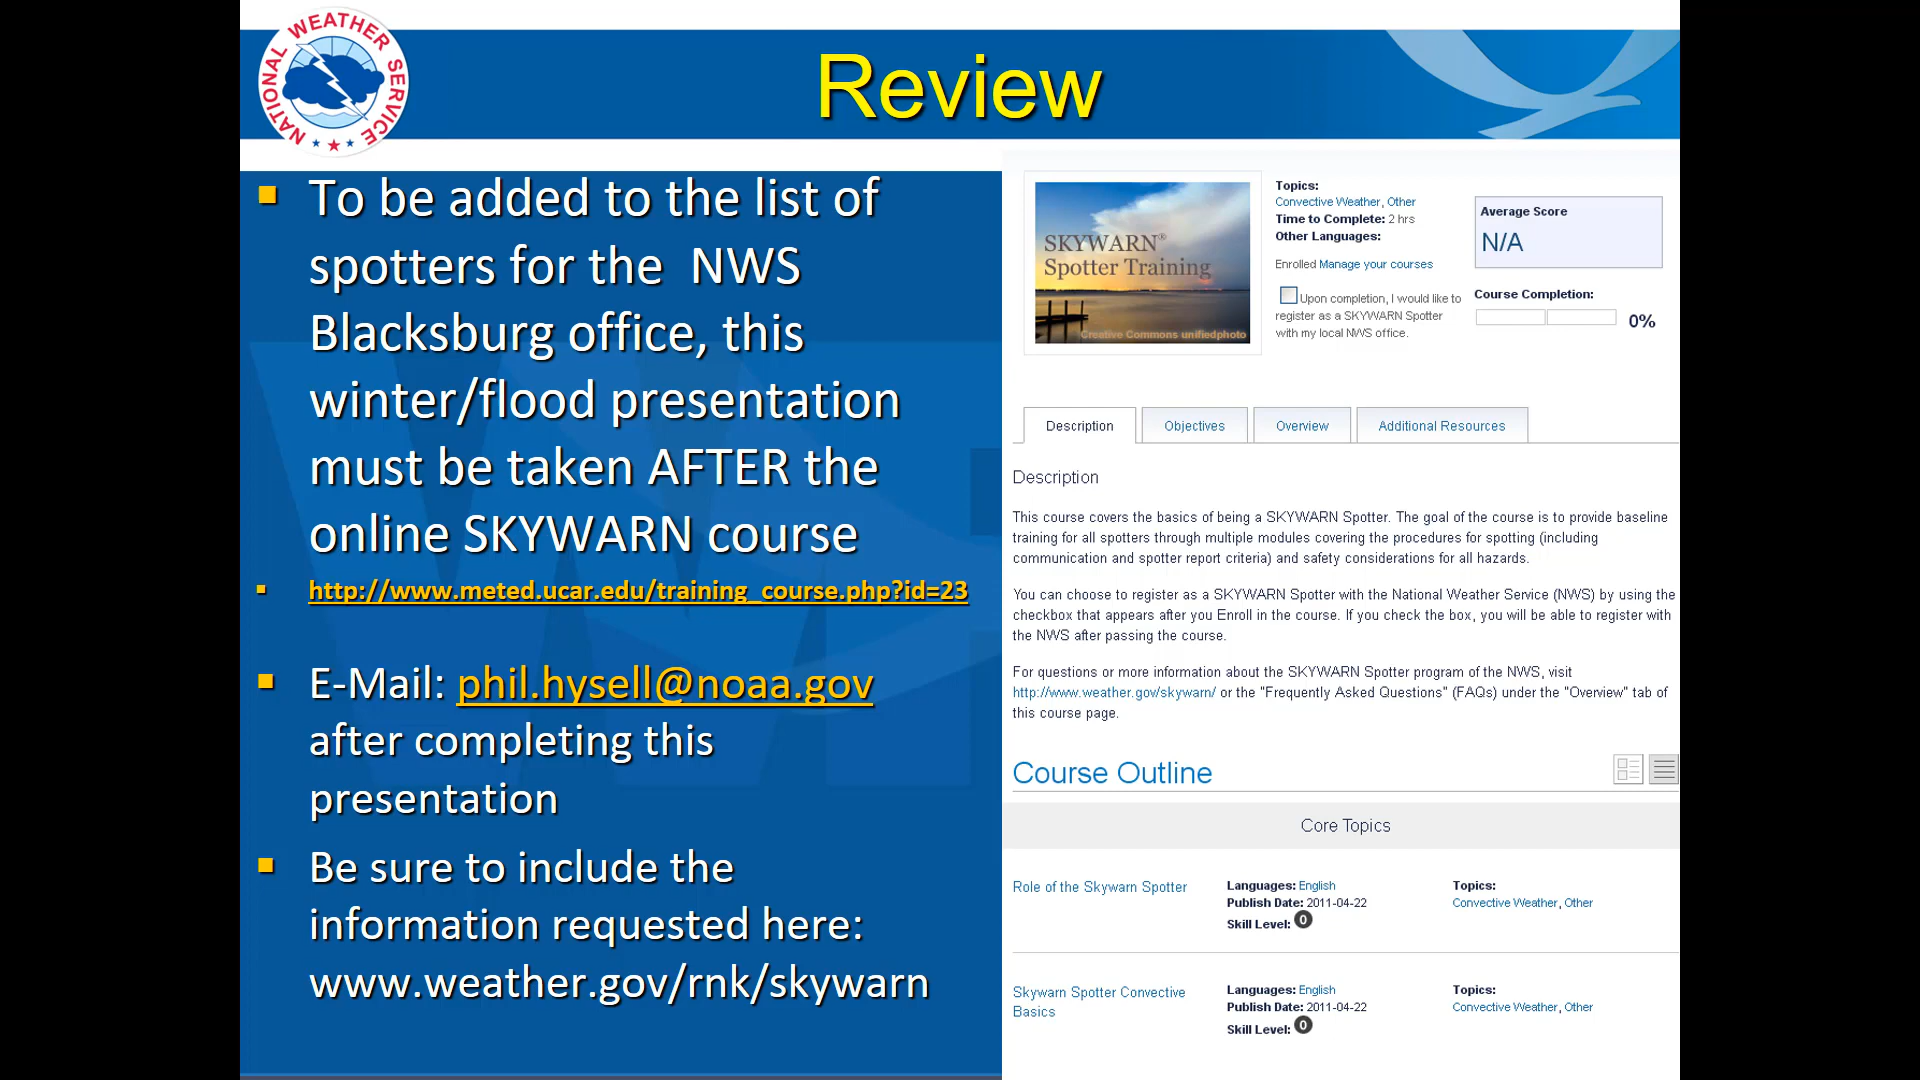 NATIONAL WEATHER SERVICE
Review
To be added to the list of
spotters for the NWS
Blacksburg office, this
winter/flood presentation
must be taken AFTER the
online SKYWARN course
http://www.meted.ucar.edu/training_course.php?id=23
E-Mail: phil.hysell@noaa.gov
after completing this
presentation
Be sure to include the
information requested here:
www.weather.gov/rnk/skywarn
SKYWARN®
Spotter Training
Creative Commons unifiedphoto
Topics:
Convective Weather, Other
Time to Complete: 2 hrs
Other Languages:
Enrolled Manage your courses
Upon completion, I would like to
register as a SKYWARN Spotter
with my local NWS office.
Average Score
N/A
Course Completion:
0%
Description
Objectives
Overview
Additional Resources
Description
This course covers the basics of being a SKYWARN Spotter. The goal of the course is to provide baseline
training for all spotters through multiple modules covering the procedures for spotting (including
communication and spotter report criteria) and safety considerations for all hazards.
You can choose to register as a SKYWARN Spotter with the National Weather Service (NWS) by using the
checkbox that appears after you Enroll in the course. If you check the box, you will be able to register with
the NWS after passing the course.
For questions or more information about the SKYWARN Spotter program of the NWS, visit
http://www.weather.gov/skywarn/ or the "Frequently Asked Questions" (FAQs) under the "Overview" tab of
this course page.
Course Outline
Core Topics
Role of the Skywarn Spotter
Languages: English
Publish Date: 2011-04-22
Skill Level: 0
Topics:
Convective Weather, Other
Skywarn Spotter Convective
Basics
Languages: English
Publish Date: 2011-04-22
Skill Level: 0
Topics:
Convective Weather, Other